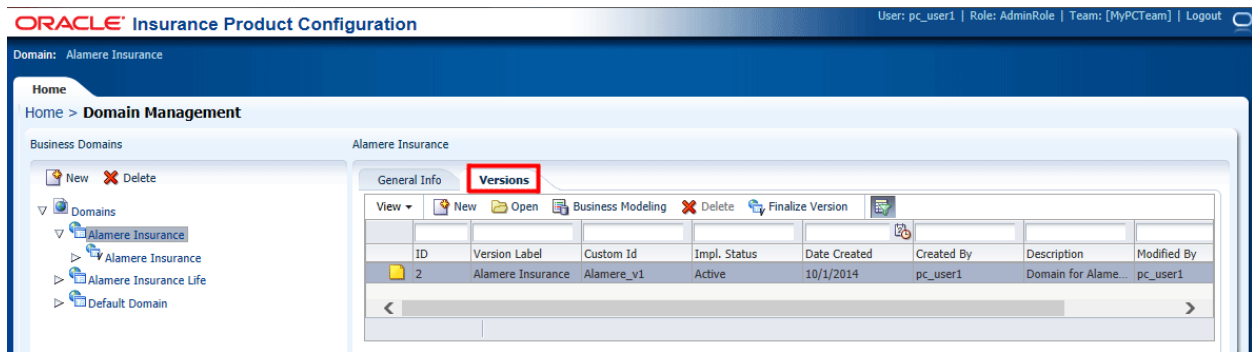 ORACLE® Insurance Product Configuration
User: pc_user1 | Role: AdminRole | Team: [MyPCTeam] | Logout
Domain: Alamere Insurance
Home
Home > Domain Management
Business Domains
New Delete
Domains
Alamere Insurance
Alamere Insurance
Alamere Insurance Life
Default Domain
Alamere Insurance
General Info Versions
View New Open Business Modeling Delete Finalize Version
ID Version Label Custom Id Impl. Status Date Created Created By Description Modified By
2 Alamere Insurance Alamere_v1 Active 10/1/2014 pc_user1 Domain for Alame... pc_user1